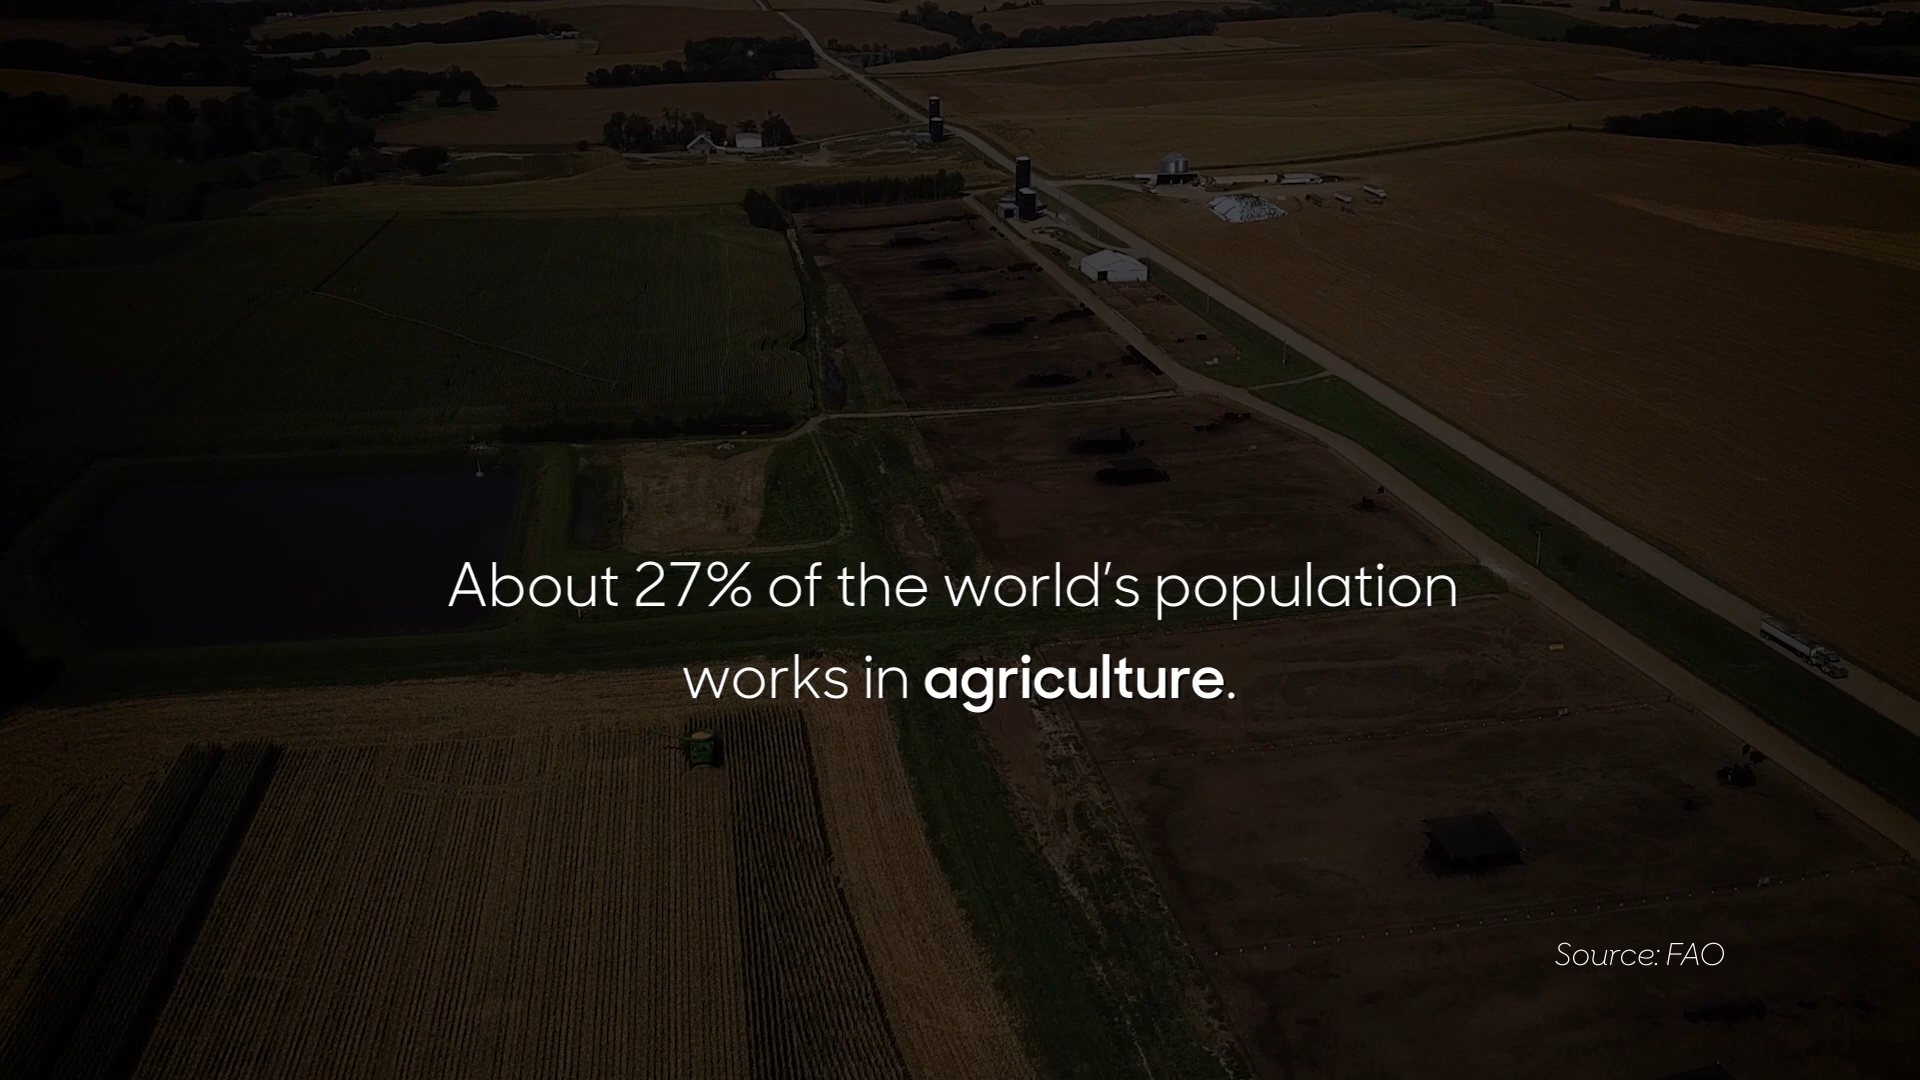 About 27% of the world’s population
works in agriculture.
Source: FAO